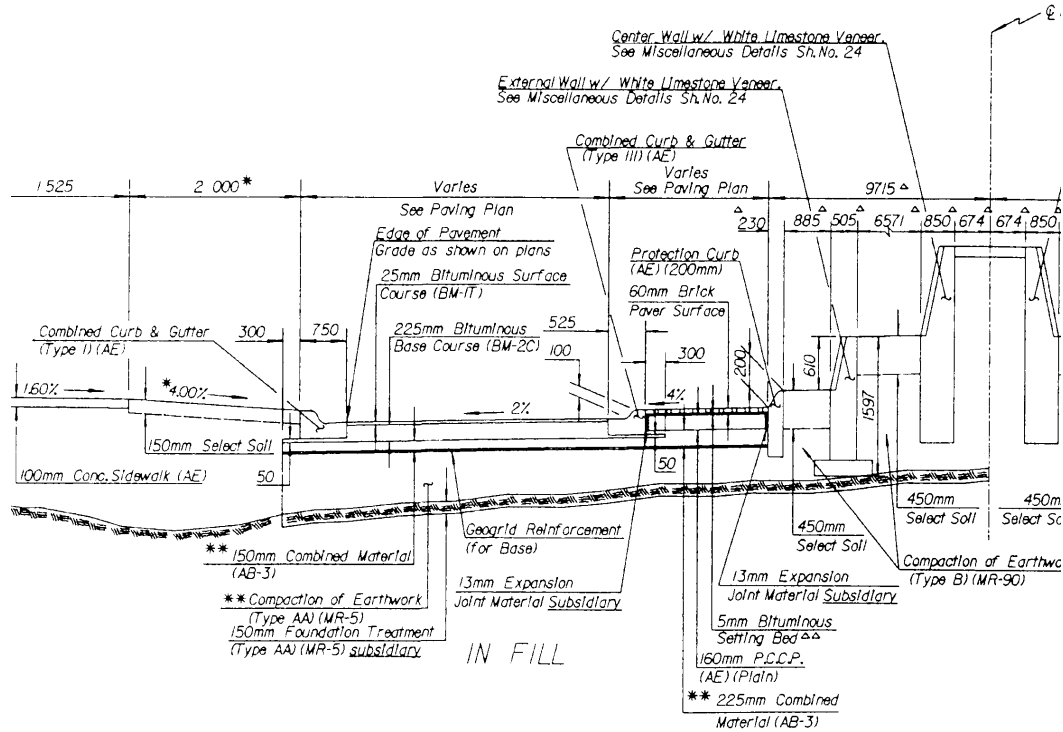 ℄
Center Wall w/ White Limestone Veneer.
See Miscellaneous Details Sh. No. 24
External Wall w/ White Limestone Veneer.
See Miscellaneous Details Sh. No. 24
Combined Curb & Gutter
(Type III) (AE)
1 525
2 000 *
Varies
See Paving Plan
Varies
See Paving Plan
9715 △
△ 230
885 △
505 △
6571 △
850 △
674 △
674 △
850 △
Edge of Pavement
Grade as shown on plans
25mm Bituminous Surface
Course (BM-1T)
Protection Curb
(AE) (200mm)
60mm Brick
Paver Surface
Combined Curb & Gutter
(Type I) (AE)
300
750
225mm Bituminous
Base Course (BM-2C)
525
100
300
200
610
1597
1.60%
*4.00%
2%
4%
150mm Select Soil
100mm Conc. Sidewalk (AE)
50
50
450mm
Select Soil
450mm
Select Soil
450m
Select So
Geogrid Reinforcement
(for Base)
** 150mm Combined Material
(AB-3)
13mm Expansion
Joint Material Subsidiary
13mm Expansion
Joint Material Subsidiary
Compaction of Earthwo
(Type B) (MR-90)
** Compaction of Earthwork
(Type AA) (MR-5)
150mm Foundation Treatment
(Type AA) (MR-5) subsidiary
5mm Bituminous
Setting Bed △△
IN FILL
160mm P.C.C.P.
(AE) (Plain)
** 225mm Combined
Material (AB-3)